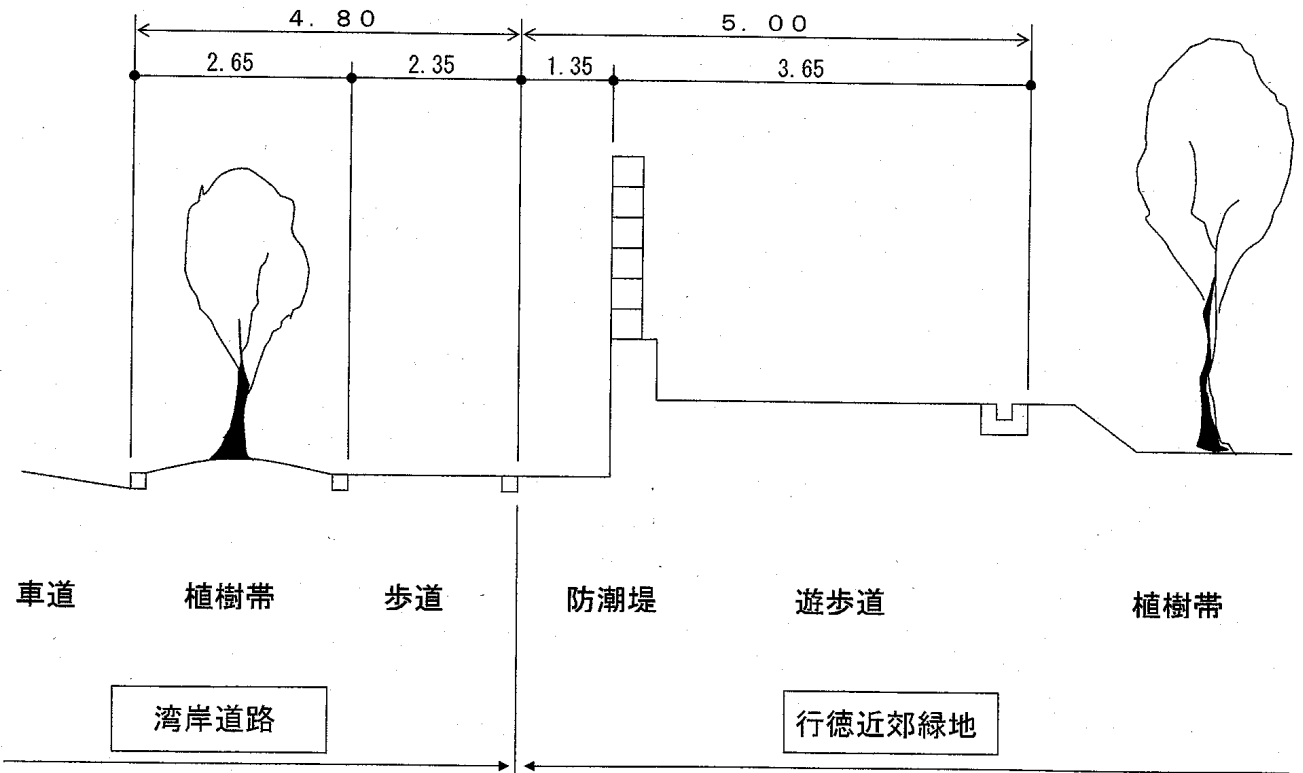 4.80 5.00
2.65 2.35 1.35 3.65
車道 植樹帯 歩道 防潮堤 遊歩道 植樹帯
湾岸道路 行徳近郊緑地